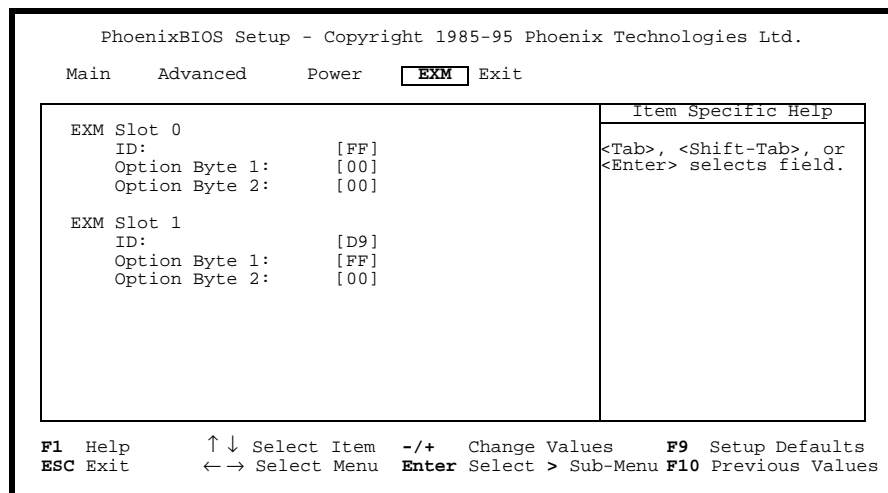 PhoenixBIOS Setup - Copyright 1985-95 Phoenix Technologies Ltd.
Main Advanced Power EXM Exit
Item Specific Help
<Tab>, <Shift-Tab>, or
<Enter> selects field.
EXM Slot 0
ID: [FF]
Option Byte 1: [00]
Option Byte 2: [00]
EXM Slot 1
ID: [D9]
Option Byte 1: [FF]
Option Byte 2: [00]
F1 Help ↑↓ Select Item -/+ Change Values F9 Setup Defaults
ESC Exit ←→ Select Menu Enter Select > Sub-Menu F10 Previous Values